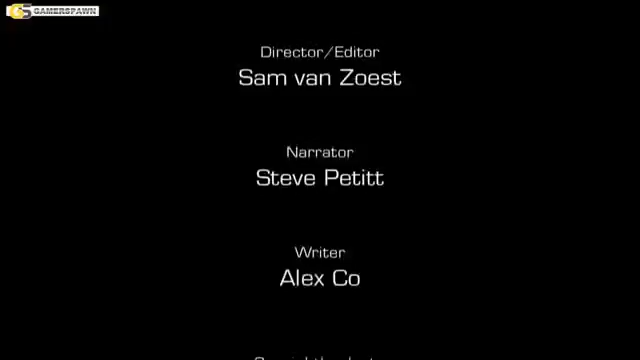 GAMERSPAWN
Director/Editor
Sam van Zoest
Narrator
Steve Petitt
Writer
Alex Co